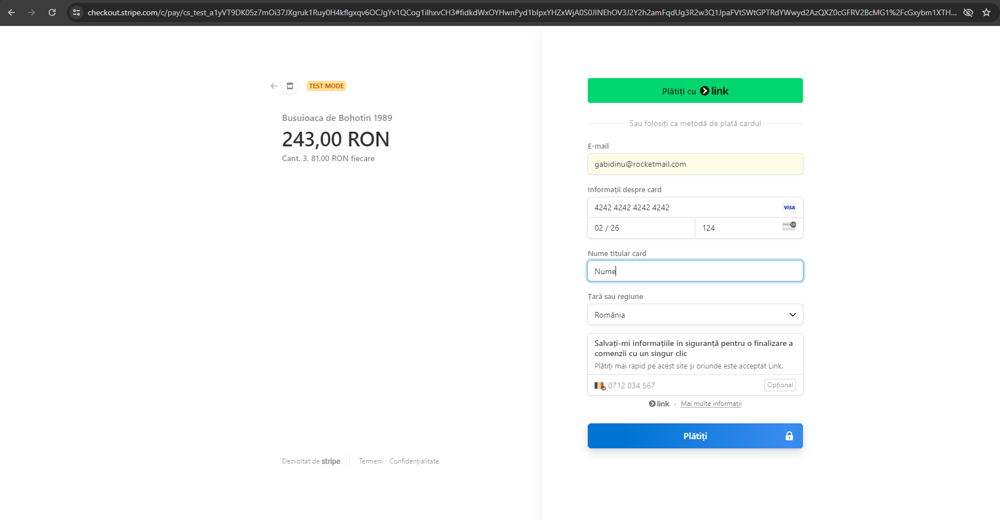 checkout.stripe.com/c/pay/cs_test_a1yVT9DK05z7mOi37JXgruk1Ruy0H4kflgxqv6OCJgYv1QCog1ilhxvCH3#fidkdWxOYHwnPyd1blpxYHZxWjA0S0JlNEhOV3J2Y2h2amFqdUg3R2w3Q1JpaFVtSWtGPTRdYWwyd2AzQXZ0cGFRV2BcMG1%2FcGxybm1XTH...
TEST MODE
Busuioaca de Bohotin 1989
243,00 RON
Cant. 3, 81,00 RON fiecare
Dezvoltat de stripe
Termeni Confidențialitate
Plătiți cu link
Sau folosiți ca metodă de plată cardul
E-mail
gabidinu@rocketmail.com
Informații despre card
4242 4242 4242 4242 VISA
02 / 26 124 135
Nume titular card
Nume
Țară sau regiune
România
Salvați-mi informațiile în siguranță pentru o finalizare a
comenzii cu un singur clic
Plătiți mai rapid pe acest site și oriunde este acceptat Link.
0712 034 567 Opțional
link · Mai multe informații
Plătiți